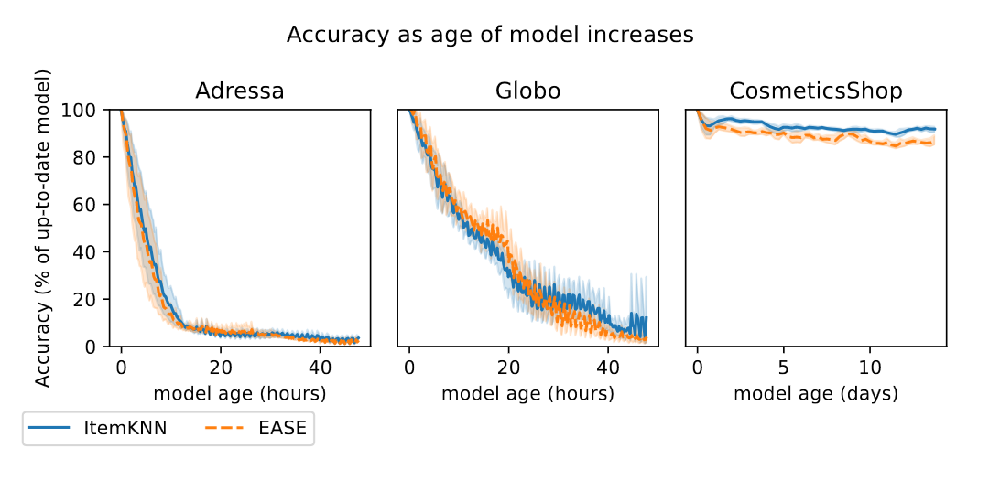 Accuracy as age of model increases
Adressa
Globo
CosmeticsShop
Accuracy (% of up-to-date model)
100
80
60
40
20
0
0 20 40
0 20 40
0 5 10
model age (hours)
model age (hours)
model age (days)
ItemKNN EASE